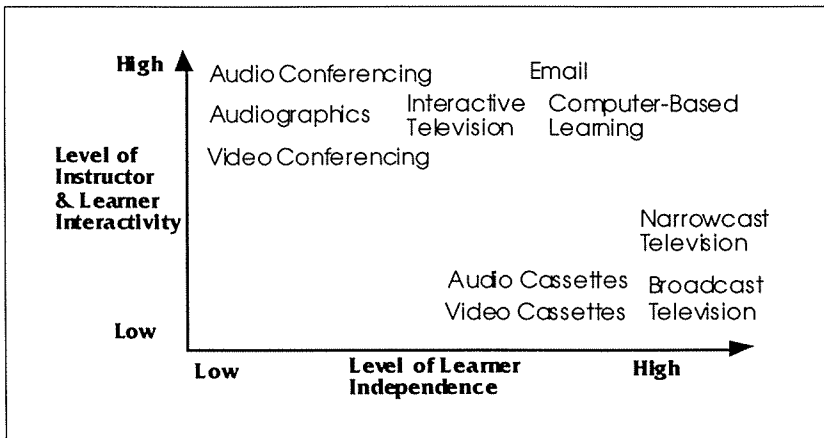 High
Audio Conferencing
Email
Audiographics
Interactive
Television
Computer-Based
Learning
Video Conferencing
Level of
Instructor
& Learner
Interactivity
Narrowcast
Television
Audio Cassettes
Video Cassettes
Broadcast
Television
Low
Low
Level of Learner
Independence
High